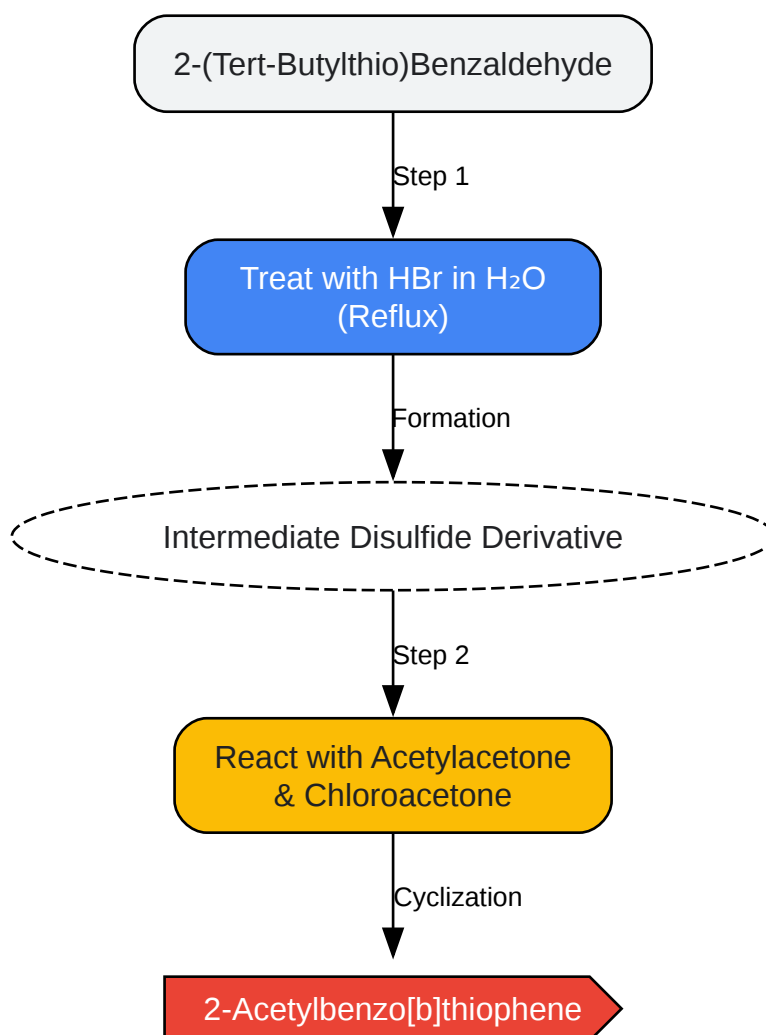 2-(Tert-Butylthio)Benzaldehyde
Step 1
Treat with HBr in H₂O
(Reflux)
Formation
Intermediate Disulfide Derivative
Step 2
React with Acetylacetone
& Chloroacetone
Cyclization
2-Acetylbenzo[b]thiophene